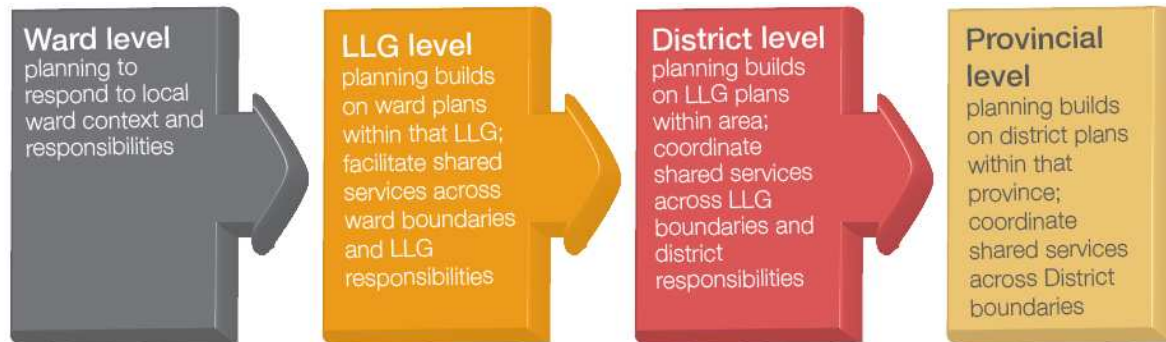 Ward level
planning to
respond to local
ward context and
responsibilities
LLG level
planning builds
on ward plans
within that LLG;
facilitate shared
services across
ward boundaries
and LLG
responsibilities
District level
planning builds
on LLG plans
within area;
coordinate
shared services
across LLG
boundaries and
district
responsibilities
Provincial
level
planning builds
on district plans
within that
province;
coordinate
shared services
across District
boundaries